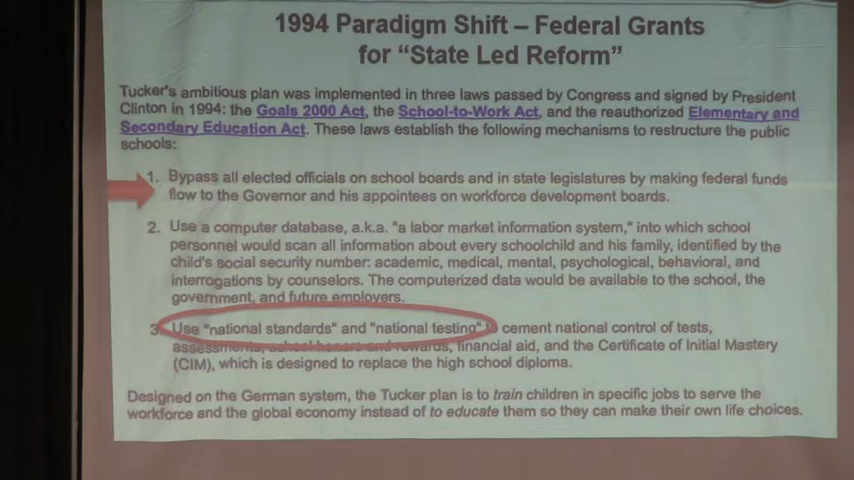 1994 Paradigm Shift – Federal Grants
for “State Led Reform”
Tucker's ambitious plan was implemented in three laws passed by Congress and signed by President
Clinton in 1994: the Goals 2000 Act, the School-to-Work Act, and the reauthorized Elementary and
Secondary Education Act. These laws establish the following mechanisms to restructure the public
schools:
1. Bypass all elected officials on school boards and in state legislatures by making federal funds
flow to the Governor and his appointees on workforce development boards.
2. Use a computer database, a.k.a. "a labor market information system," into which school
personnel would scan all information about every schoolchild and his family, identified by the
child's social security number: academic, medical, mental, psychological, behavioral, and
interrogations by counselors. The computerized data would be available to the school, the
government, and future employers.
3. Use "national standards" and "national testing" cement national control of tests,
assessments, school honors and rewards, financial aid, and the Certificate of Initial Mastery
(CIM), which is designed to replace the high school diploma.
Designed on the German system, the Tucker plan is to train children in specific jobs to serve the
workforce and the global economy instead of to educate them so they can make their own life choices.